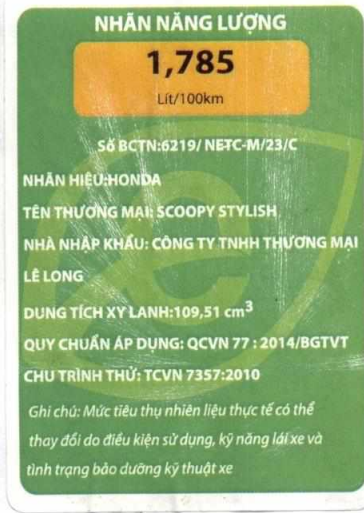 NHÃN NĂNG LƯỢNG
1,785
Lít/100km
Số BCTN:6219/ NETC-M/23/C
NHÃN HIỆU:HONDA
TÊN THƯƠNG MẠI: SCOOPY STYLISH
NHÀ NHẬP KHẨU: CÔNG TY TNHH THƯƠNG MẠI
LÊ LONG
DUNG TÍCH XY LANH:109,51 cm³
QUY CHUẨN ÁP DỤNG: QCVN 77 : 2014/BGTVT
CHU TRÌNH THỬ: TCVN 7357:2010
Ghi chú: Mức tiêu thụ nhiên liệu thực tế có thể
thay đổi do điều kiện sử dụng, kỹ năng lái xe và
tình trạng bảo dưỡng kỹ thuật xe